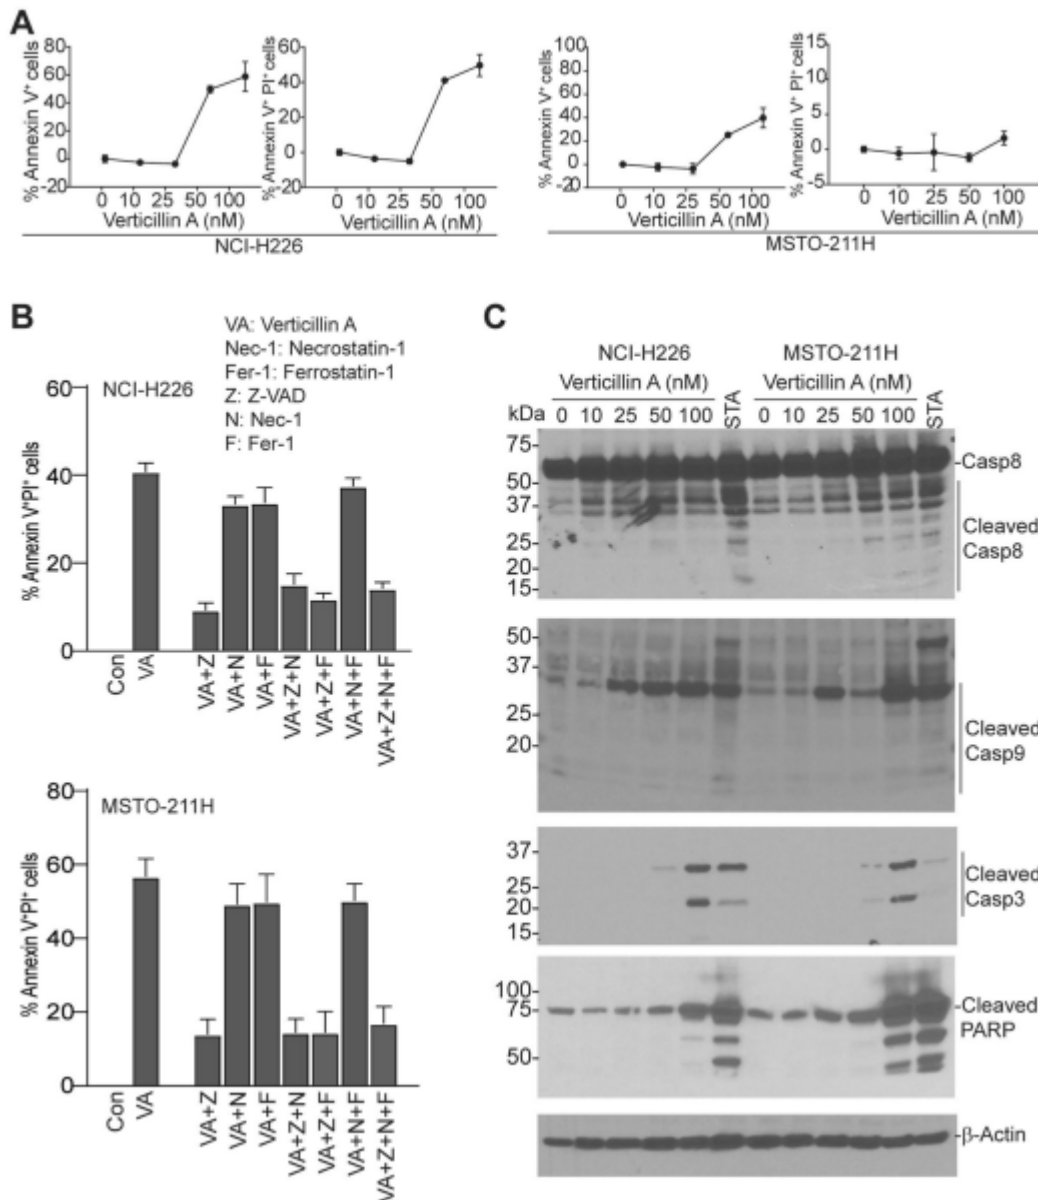 A
% Annexin V⁺ cells
80
60
40
20
0
-20
0 10 25 50 100
Verticillin A (nM)
% Annexin V⁺ PI⁺ cells
60
40
20
0
-20
0 10 25 50 100
Verticillin A (nM)
NCI-H226
% Annexin V⁺ cells
100
80
60
40
20
0
-20
0 10 25 50 100
Verticillin A (nM)
15
10
5
0
-5
0 10 25 50 100
Verticillin A (nM)
MSTO-211H
B
VA: Verticillin A
Nec-1: Necrostatin-1
Fer-1: Ferrostatin-1
Z: Z-VAD
N: Nec-1
F: Fer-1
NCI-H226
% Annexin V⁺PI⁺ cells
60
40
20
0
Con
VA
VA+Z
VA+N
VA+F
VA+Z+N
VA+Z+F
VA+N+F
VA+Z+N+F
MSTO-211H
% Annexin V⁺PI⁺ cells
80
60
40
20
0
Con
VA
VA+Z
VA+N
VA+F
VA+Z+N
VA+Z+F
VA+N+F
VA+Z+N+F
C
NCI-H226 MSTO-211H
Verticillin A (nM) Verticillin A (nM)
kDa 0 10 25 50 100 STA 0 10 25 50 100 STA
75
50
37
25
20
15
Casp8
Cleaved
Casp8
50
37
25
20
Cleaved
Casp9
37
25
20
15
Cleaved
Casp3
100
75
50
Cleaved
PARP
β-Actin